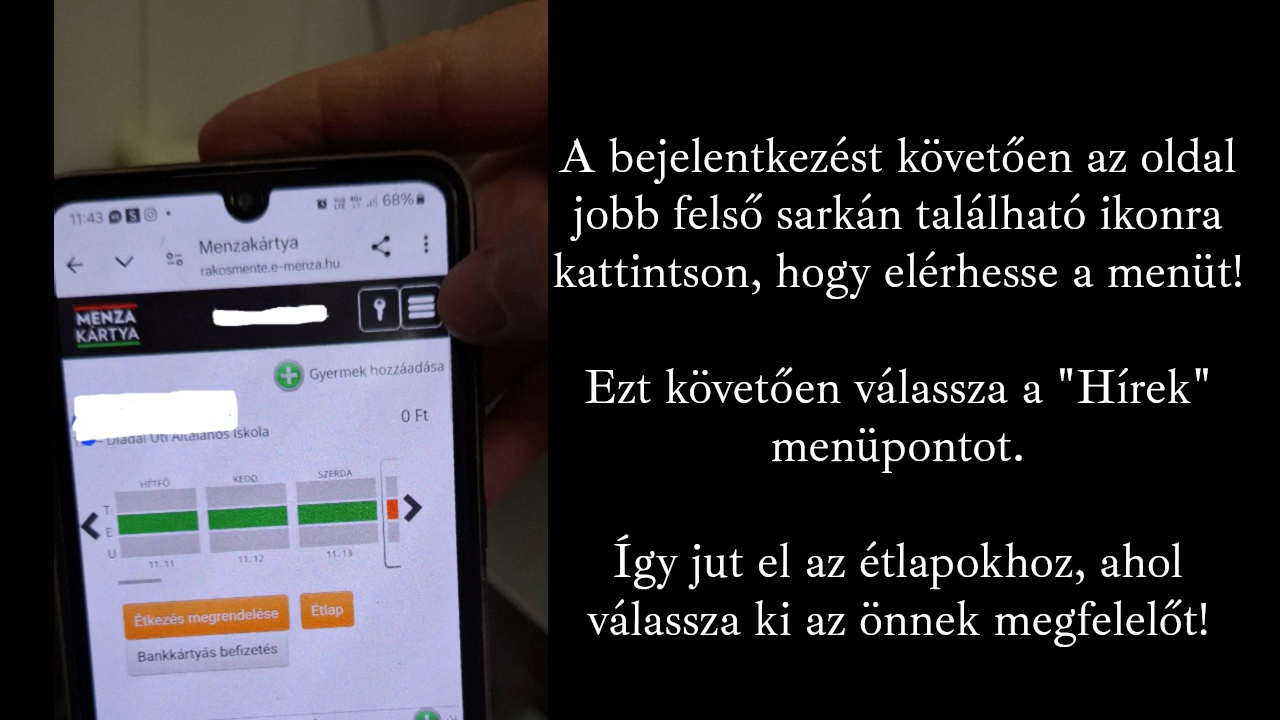 11:43
68%
Menzakártya
rakosmente.e-menza.hu
MENZA
KÁRTYA
Gyermek hozzáadása
0 Ft
Diadal Úti Általános Iskola
HÉTFŐ
KEDD
SZERDA
T
E
U
11. 11
11. 12
11. 13
Étkezés megrendelése
Étlap
Bankkártyás befizetés
A bejelentkezést követően az oldal
jobb felső sarkán található ikonra
kattintson, hogy elérhesse a menüt!
Ezt követően válassza a "Hírek"
menüpontot.
Így jut el az étlapokhoz, ahol
válassza ki az önnek megfelelőt!